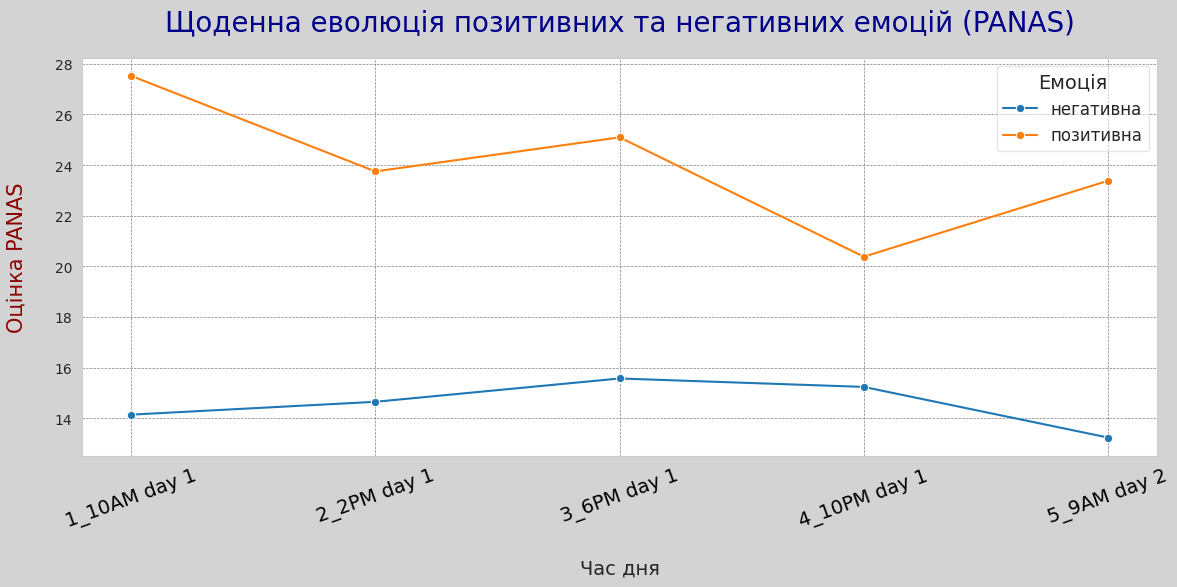 Щоденна еволюція позитивних та негативних емоцій (PANAS)
Оцінка PANAS
28
26
24
22
20
18
16
14
Емоція
негативна
позитивна
1_10AM day 1
2_2PM day 1
3_6PM day 1
4_10PM day 1
5_9AM day 2
Час дня